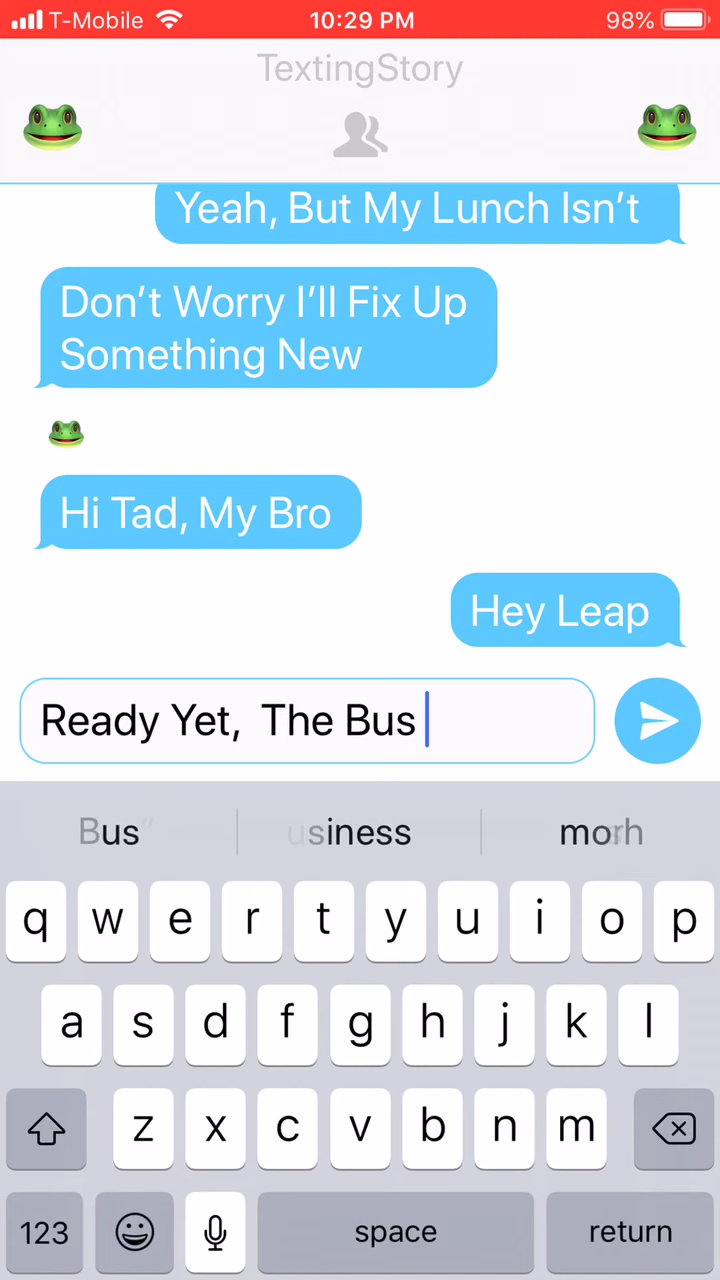 T-Mobile 10:29 PM 98%
TextingStory
Yeah, But My Lunch Isn’t
Don’t Worry I’ll Fix Up
Something New
Hi Tad, My Bro
Hey Leap
Ready Yet,  The Bus
Bus usiness
q w e r t y u i o p
a s d f g h j k l
z x c v b n m
123 space return